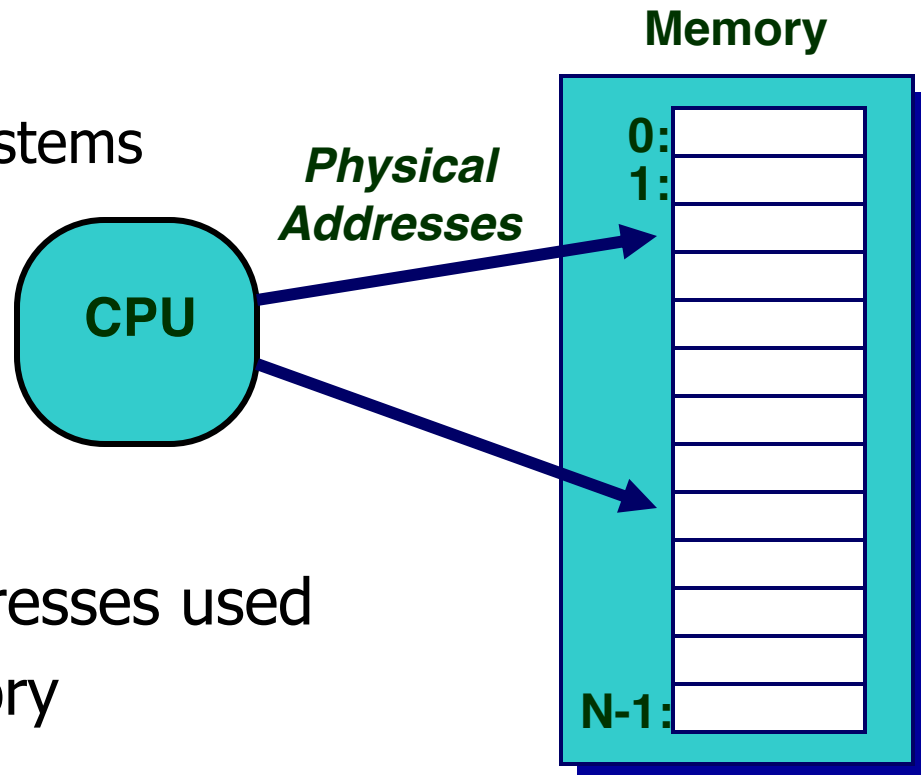 Memory
stems
Physical
Addresses
0:
1:
CPU
resses used
ory
N-1: